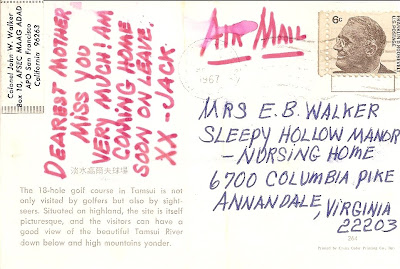 Colonel John W. Walker
Box 10, AFSEC MAAG ADAD
APO San Francisco
California 96263
DEAREST MOTHER
MISS YOU
VERY MUCH! AM
COMING HOME
SOON ON LEAVE.
XX - JACK
淡水高爾夫球場
The 18-hole golf course in Tamsui is not
only visited by golfers but also by sight-
seers. Situated on highland, the site is itself
picturesque, and the visitors can have
a good view of the beautiful Tamsui River
down below and high mountains yonder.
AIR MAIL
1967
6¢
MRS E.B. WALKER
SLEEPY HOLLOW MANOR
- NURSING HOME
6700 COLUMBIA PIKE
ANNANDALE, VIRGINIA
22203